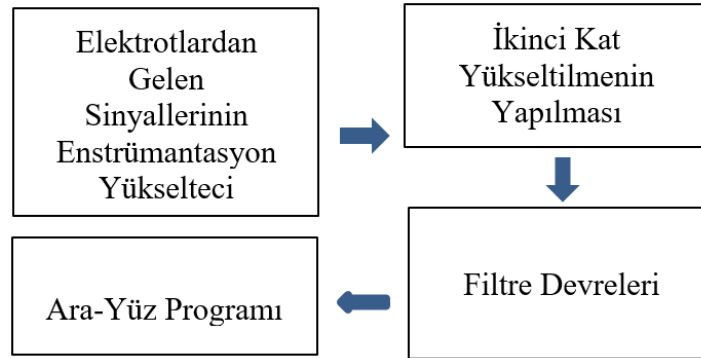 Elektrotlardan
Gelen
Sinyallerinin
Enstrümantasyon
Yükselteci
İkinci Kat
Yükseltilmenin
Yapılması
Filtre Devreleri
Ara-Yüz Programı